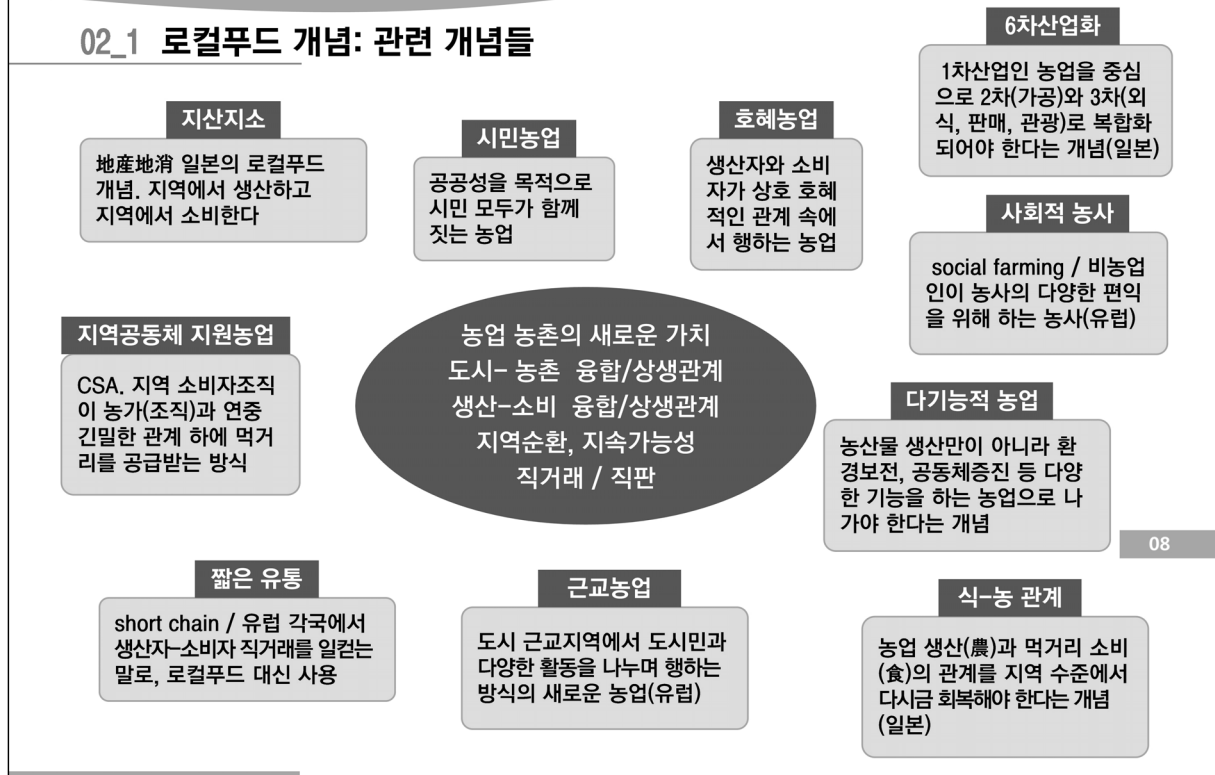 02_1 로컬푸드 개념: 관련 개념들
6차산업화
1차산업인 농업을 중심
으로 2차(가공)와 3차(외
식, 판매, 관광)로 복합화
되어야 한다는 개념(일본)
지산지소
地産地消 일본의 로컬푸드
개념. 지역에서 생산하고
지역에서 소비한다
시민농업
공공성을 목적으로
시민 모두가 함께
짓는 농업
호혜농업
생산자와 소비
자가 상호 호혜
적인 관계 속에
서 행하는 농업
사회적 농사
social farming / 비농업
인이 농사의 다양한 편익
을 위해 하는 농사(유럽)
지역공동체 지원농업
CSA. 지역 소비자조직
이 농가(조직)과 연중
긴밀한 관계 하에 먹거
리를 공급받는 방식
농업 농촌의 새로운 가치
도시- 농촌 융합/상생관계
생산-소비 융합/상생관계
지역순환, 지속가능성
직거래 / 직판
다기능적 농업
농산물 생산만이 아니라 환
경보전, 공동체증진 등 다양
한 기능을 하는 농업으로 나
가야 한다는 개념
08
짧은 유통
short chain / 유럽 각국에서
생산자-소비자 직거래를 일컫는
말로, 로컬푸드 대신 사용
근교농업
도시 근교지역에서 도시민과
다양한 활동을 나누며 행하는
방식의 새로운 농업(유럽)
식-농 관계
농업 생산(農)과 먹거리 소비
(食)의 관계를 지역 수준에서
다시금 회복해야 한다는 개념
(일본)